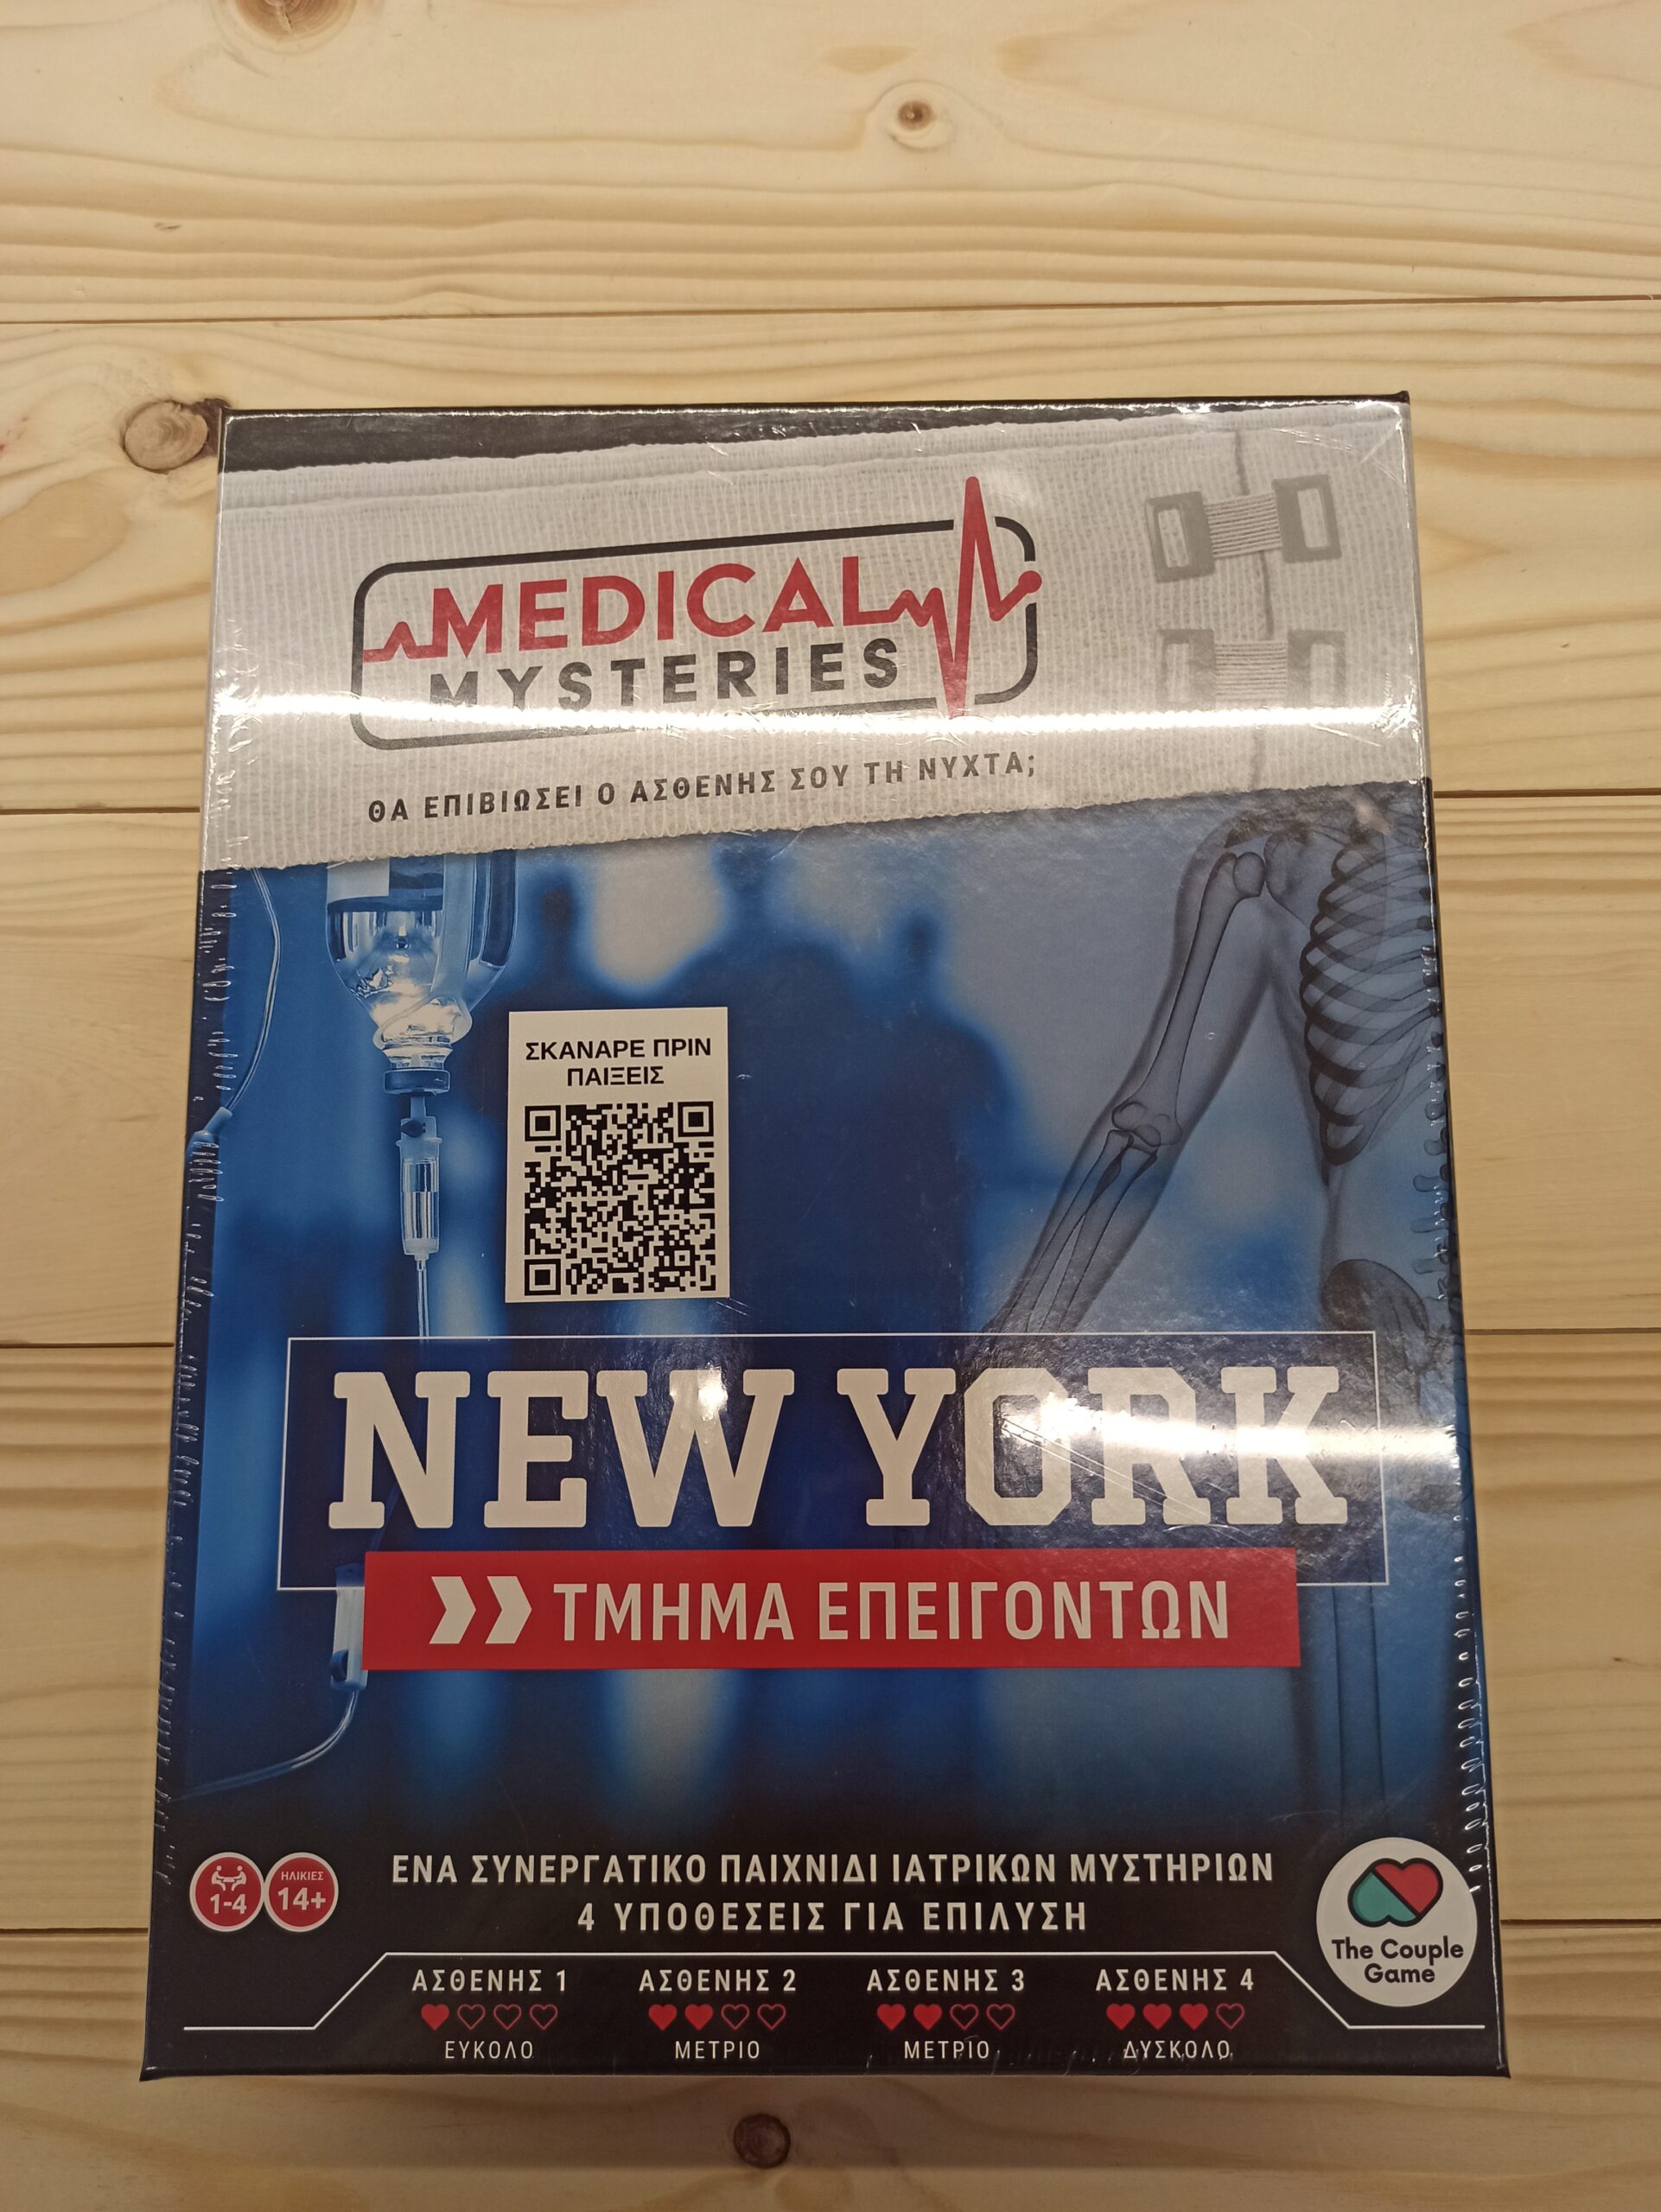 MEDICAL
MYSTERIES
ΘΑ ΕΠΙΒΙΩΣΕΙ Ο ΑΣΘΕΝΗΣ ΣΟΥ ΤΗ ΝΥΧΤΑ;
ΣΚΑΝΑΡΕ ΠΡΙΝ
ΠΑΙΞΕΙΣ
NEW YORK
ΤΜΗΜΑ ΕΠΕΙΓΟΝΤΩΝ
1-4
ΗΛΙΚΙΕΣ
14+
ΕΝΑ ΣΥΝΕΡΓΑΤΙΚΟ ΠΑΙΧΝΙΔΙ ΙΑΤΡΙΚΩΝ ΜΥΣΤΗΡΙΩΝ
4 ΥΠΟΘΕΣΕΙΣ ΓΙΑ ΕΠΙΛΥΣΗ
The Couple
Game
ΑΣΘΕΝΗΣ 1 ΑΣΘΕΝΗΣ 2 ΑΣΘΕΝΗΣ 3 ΑΣΘΕΝΗΣ 4
ΕΥΚΟΛΟ ΜΕΤΡΙΟ ΜΕΤΡΙΟ ΔΥΣΚΟΛΟ